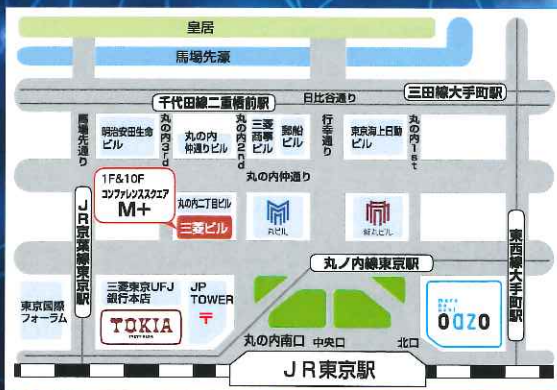 皇居
馬場先濠
千代田線二重橋前駅
日比谷通り
三田線大手町駅
馬場先通り
明治安田生命
ビル
丸の内3rd
丸の内
仲通りビル
丸の内2nd
三菱
商事
ビル
郵船
ビル
行幸通り
東京海上日動
ビル
丸の内1st
丸の内仲通り
1F&10F
コンファレンススクエア
M+
丸の内二丁目ビル
三菱ビル
丸ビル
新丸ビル
JR京葉線東京駅
丸ノ内線東京駅
東西線大手町駅
東京国際
フォーラム
三菱東京UFJ
銀行本店
TOKIA
JP
TOWER
〒
oazo
丸の内南口
中央口
北口
JR東京駅